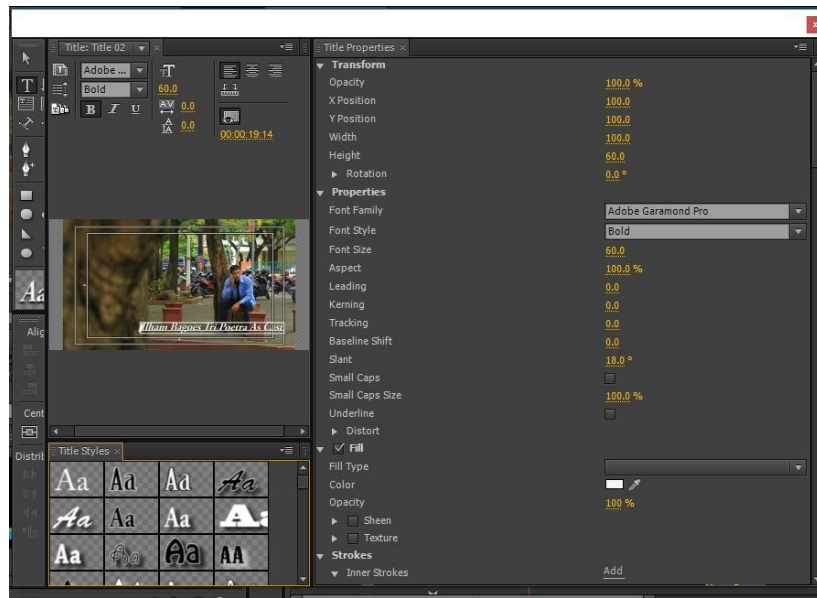 Title: Title 02
Adobe ...
Bold
60.0
B I U
0.0
0.0
00:00:19:14
Ilham Bagoes Tri Poetra As Cast
Alig
Cent
Distrib
Title Styles
Aa Aa Aa Aa
Aa Aa Aa A
Aa Aa Aa AA
Title Properties
Transform
Opacity 100.0 %
X Position 100.0
Y Position 100.0
Width 100.0
Height 60.0
Rotation 0.0 °
Properties
Font Family Adobe Garamond Pro
Font Style Bold
Font Size 60.0
Aspect 100.0 %
Leading 0.0
Kerning 0.0
Tracking 0.0
Baseline Shift 0.0
Slant 18.0 °
Small Caps
Small Caps Size 100.0 %
Underline
Distort
Fill
Fill Type
Color
Opacity 100 %
Sheen
Texture
Strokes
Inner Strokes Add